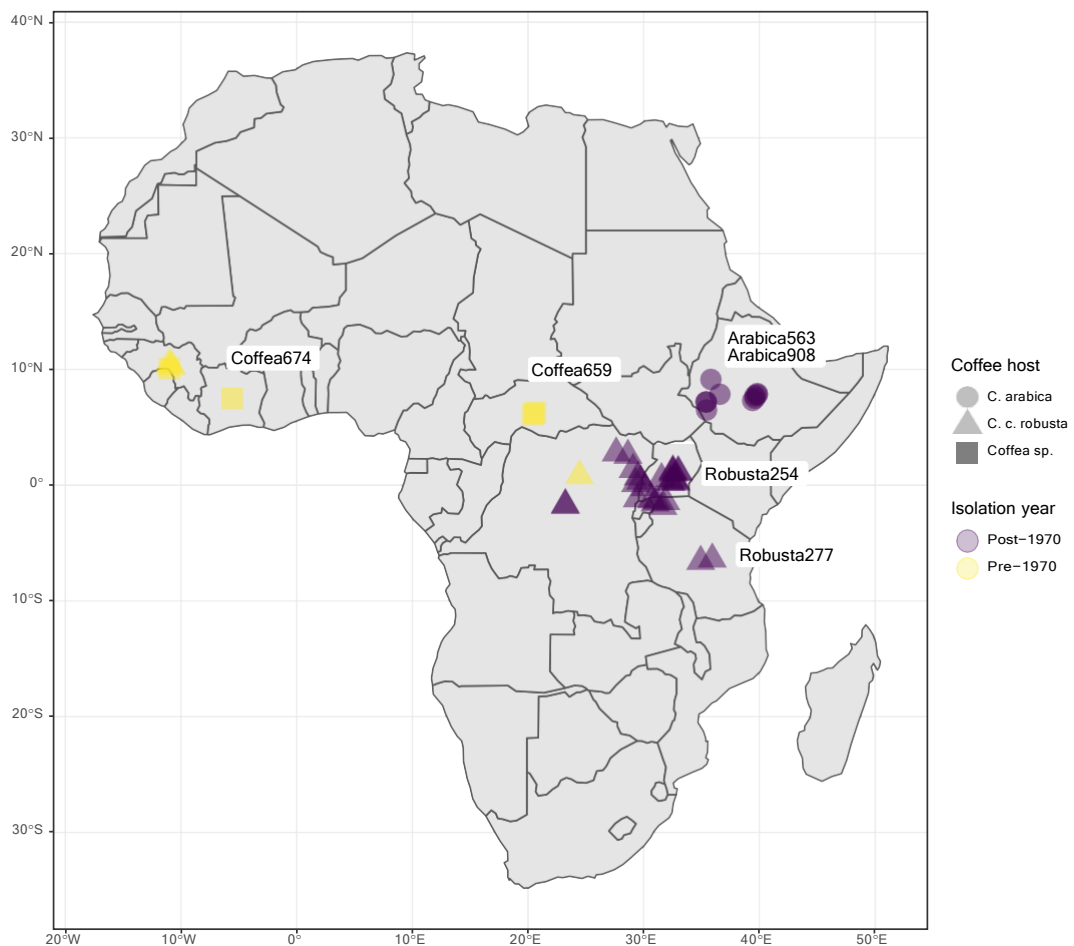 40°N
30°N
20°N
10°N
0°
10°S
20°S
30°S
20°W
10°W
0°
10°E
20°E
30°E
40°E
50°E
Arabica563
Arabica908
Coffea674
Coffea659
Robusta254
Robusta277
Coffee host
C. arabica
C. c. robusta
Coffea sp.
Isolation year
Post−1970
Pre−1970